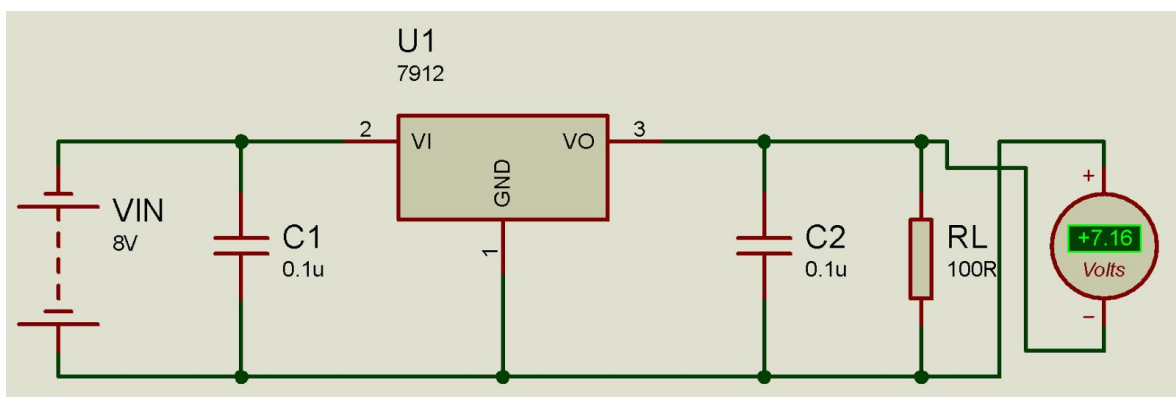 U1
7912
2
VI
VO
3
GND
1
VIN
8V
C1
0.1u
C2
0.1u
RL
100R
+
+7.16
Volts
−